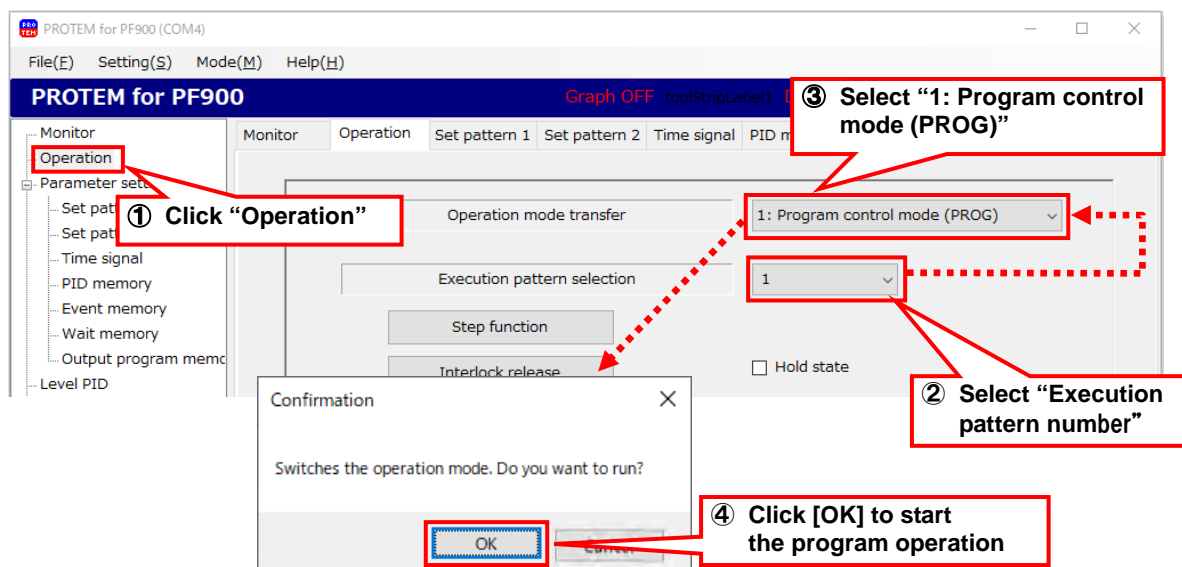 PRO
TEM
PROTEM for PF900 (COM4)
File(F) Setting(S) Mode(M) Help(H)
PROTEM for PF900
Graph OFF toolStripLabel1
Monitor
Operation
Parameter
Set
Set
Time signal
PID memory
Event memory
Wait memory
Output program memo
Level PID
Monitor Operation Set pattern 1 Set pattern 2 Time signal PID
③ Select “1: Program control
mode (PROG)”
① Click “Operation”
Operation mode transfer
1: Program control mode (PROG)
Execution pattern selection
1
Step function
Interlock release
Hold state
② Select “Execution
pattern number”
Confirmation
Switches the operation mode. Do you want to run?
OK
④ Click [OK] to start
the program operation